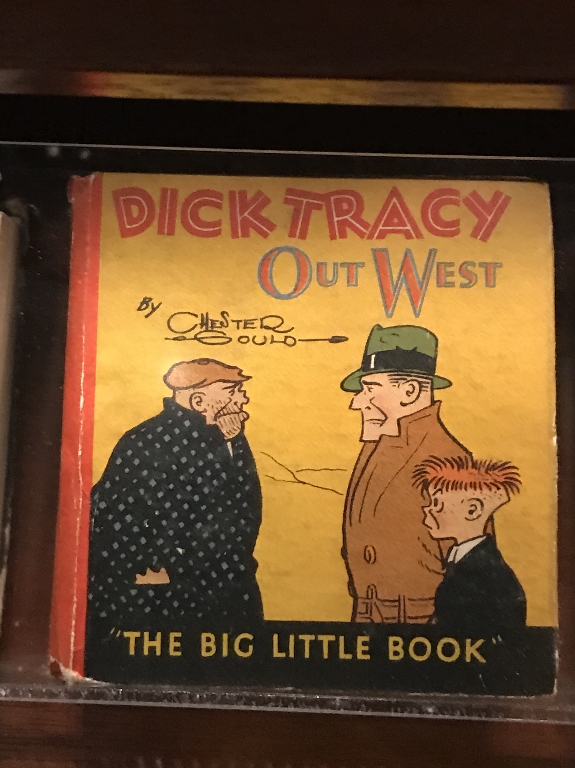 DICK TRACY
OUT WEST
BY
CHESTER
GOULD
"THE BIG LITTLE BOOK"